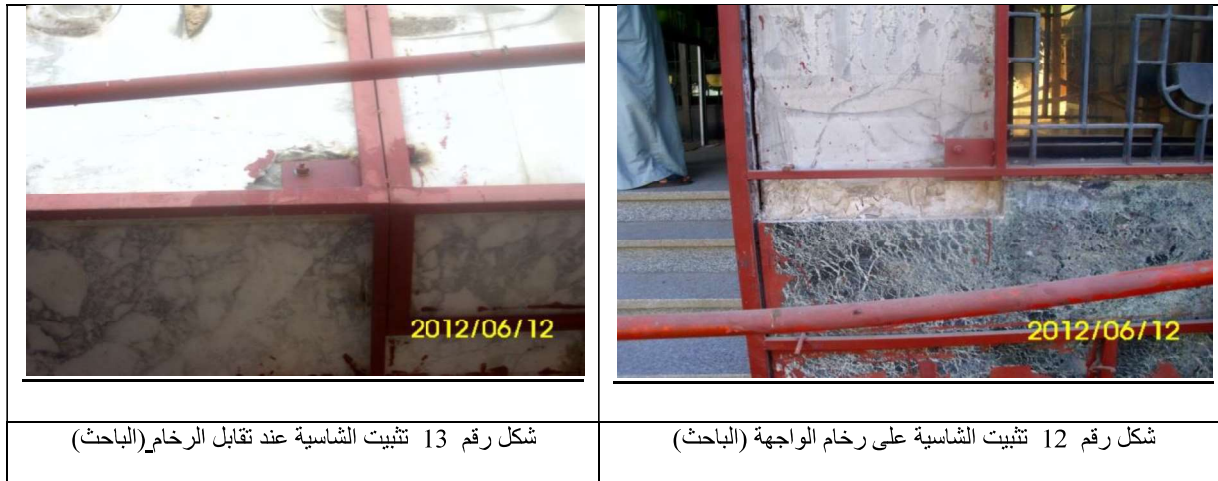 2012/06/12
2012/06/12
شكل رقم 12 تثبيت الشاسية على رخام الواجهة (الباحث)
شكل رقم 13 تثبيت الشاسية عند تقابل الرخام (الباحث)